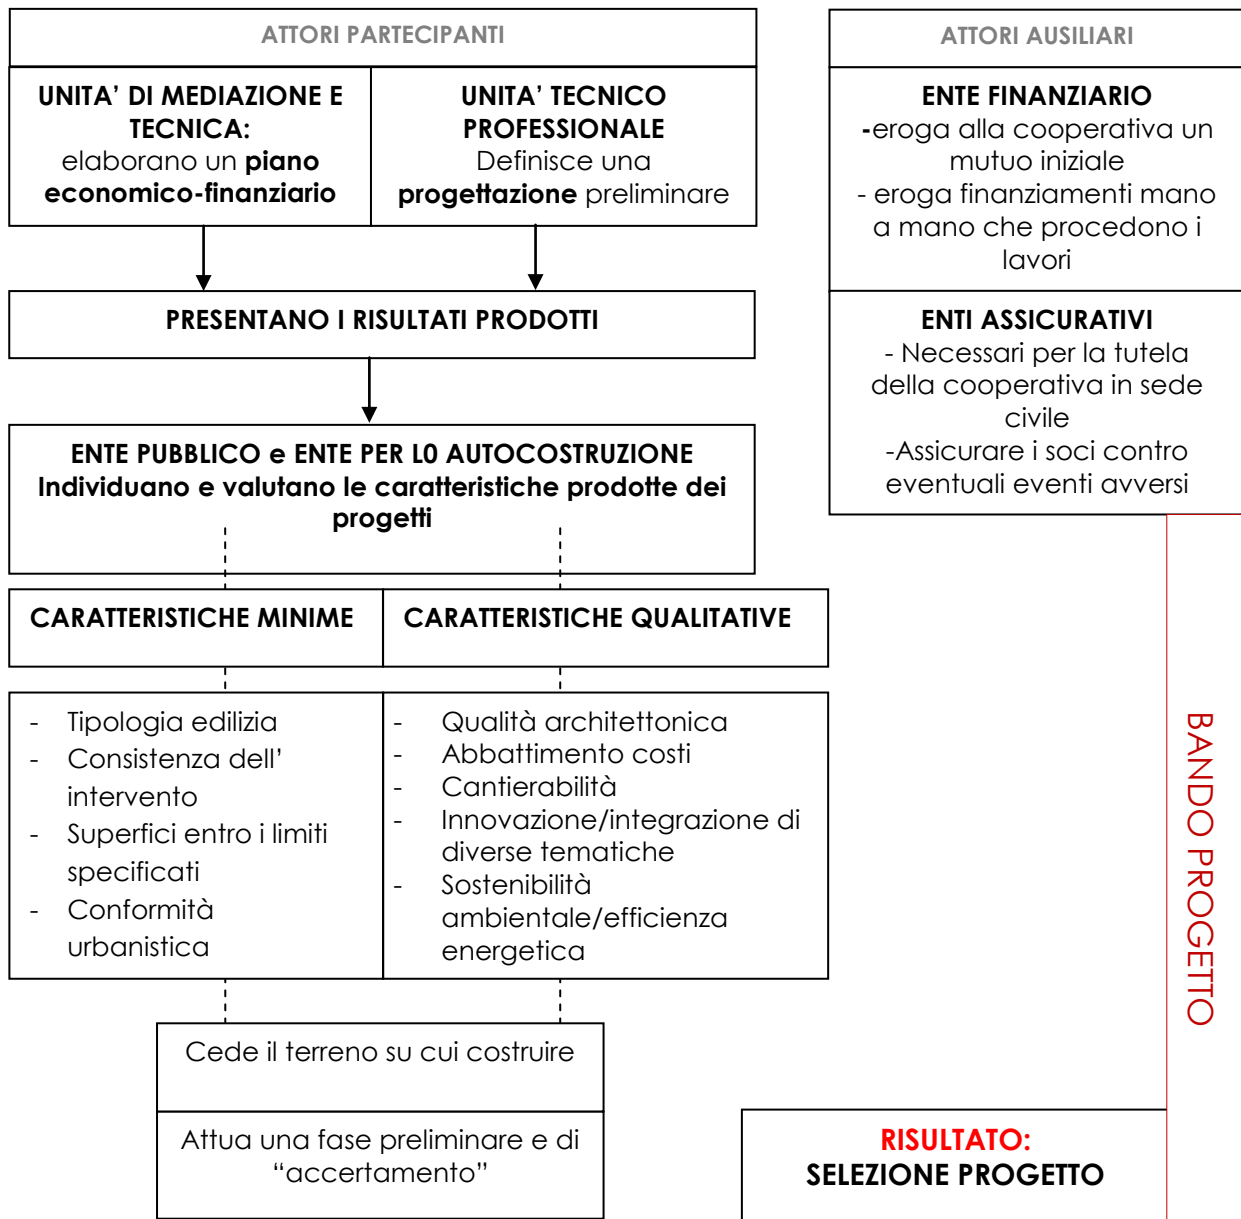 ATTORI PARTECIPANTI
UNITA’ DI MEDIAZIONE E
TECNICA:
elaborano un piano
economico-finanziario
UNITA’ TECNICO
PROFESSIONALE
Definisce una
progettazione preliminare
PRESENTANO I RISULTATI PRODOTTI
ENTE PUBBLICO e ENTE PER L0 AUTOCOSTRUZIONE
Individuano e valutano le caratteristiche prodotte dei
progetti
CARATTERISTICHE MINIME
CARATTERISTICHE QUALITATIVE
- Tipologia edilizia
- Consistenza dell’
intervento
- Superfici entro i limiti
specificati
- Conformità
urbanistica
- Qualità architettonica
- Abbattimento costi
- Cantierabilità
- Innovazione/integrazione di
diverse tematiche
- Sostenibilità
ambientale/efficienza
energetica
Cede il terreno su cui costruire
Attua una fase preliminare e di
“accertamento”
ATTORI AUSILIARI
ENTE FINANZIARIO
-eroga alla cooperativa un
mutuo iniziale
- eroga finanziamenti mano
a mano che procedono i
lavori
ENTI ASSICURATIVI
- Necessari per la tutela
della cooperativa in sede
civile
-Assicurare i soci contro
eventuali eventi avversi
BANDO PROGETTO
RISULTATO:
SELEZIONE PROGETTO